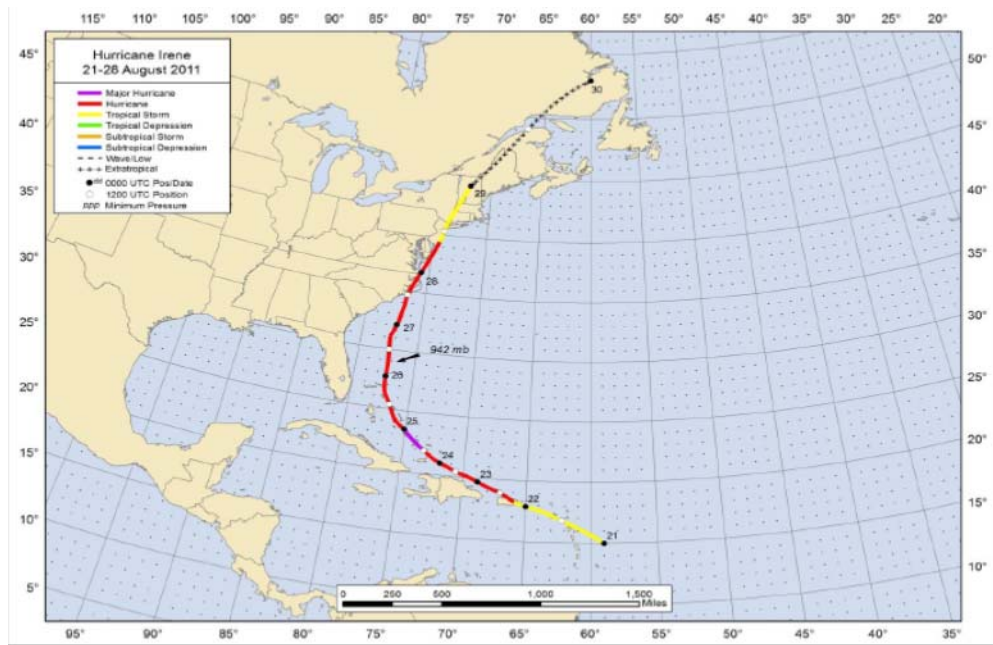 115° 110° 105° 100° 95° 90° 85° 80° 75° 70° 65° 60° 55° 50° 45° 40° 35° 30° 25° 20°
Hurricane Irene
21-28 August 2011
Major Hurricane
Hurricane
Tropical Storm
Tropical Depression
Subtropical Storm
Subtropical Depression
Wave/Low
Extratropical
0000 UTC Pos/Date
1200 UTC Position
PPP Minimum Pressure
45°
40°
35°
30°
25°
20°
15°
10°
5°
50°
45°
40°
35°
30°
25°
20°
15°
10°
30
29
28
27
942 mb
26
25
24
23
22
21
0 250 500 1,000 1,500
Miles
95° 90° 85° 80° 75° 70° 65° 60° 55° 50° 45° 40° 35°